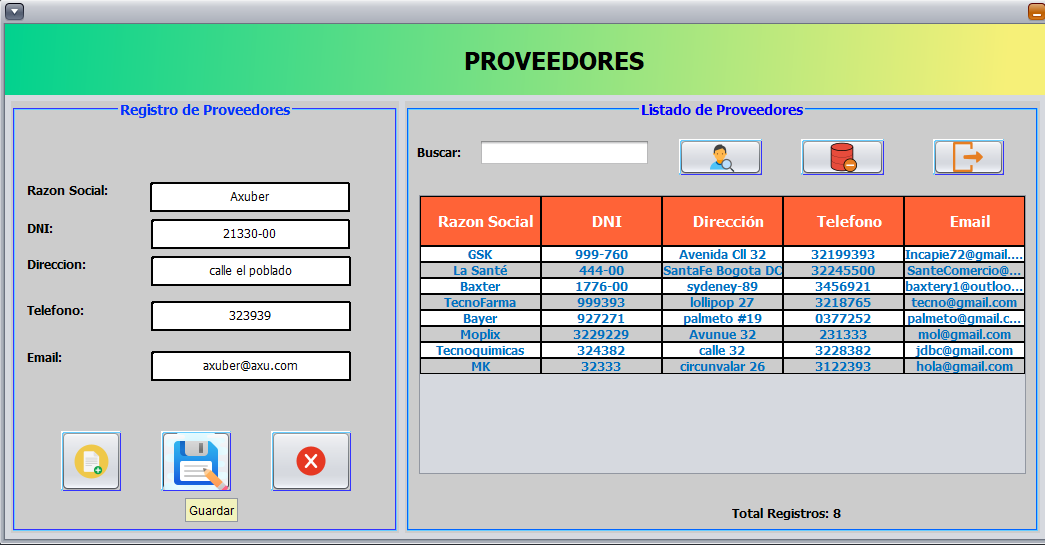 PROVEEDORES
Registro de Proveedores
Razon Social: Axuber
DNI: 21330-00
Direccion: calle el poblado
Telefono: 323939
Email: axuber@axu.com
Guardar
Listado de Proveedores
Buscar:
Razon Social DNI Dirección Telefono Email
GSK 999-760 Avenida Cll 32 32199393 Incapie72@gmail....
La Santé 444-00 SantaFe Bogota DC 32245500 SanteComercio@...
Baxter 1776-00 sydeney-89 3456921 baxtery1@outloo...
TecnoFarma 999393 lollipop 27 3218765 tecno@gmail.com
Bayer 927271 palmeto #19 0377252 palmeto@gmail.c...
Moplix 3229229 Avunue 32 231333 mol@gmail.com
Tecnoquimicas 324382 calle 32 3228382 jdbc@gmail.com
MK 32333 circunvalar 26 3122393 hola@gmail.com
Total Registros: 8